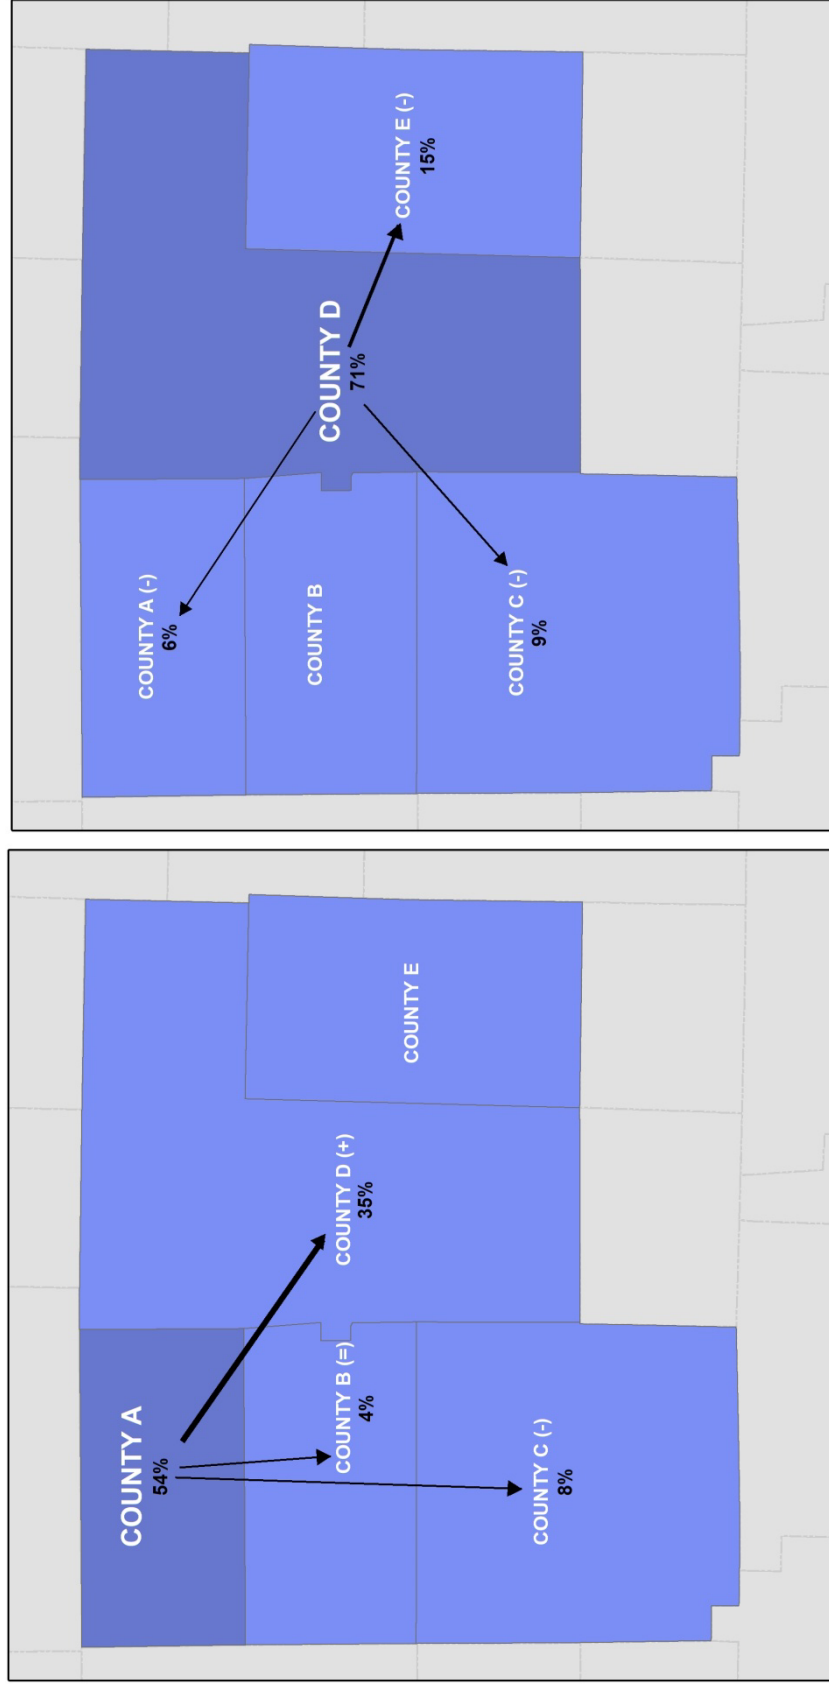 COUNTY A
54%
COUNTY B (=)
4%
COUNTY C (-)
8%
COUNTY D (+)
35%
COUNTY E
COUNTY A (-)
6%
COUNTY B
COUNTY C (-)
9%
COUNTY D
71%
COUNTY E (-)
15%